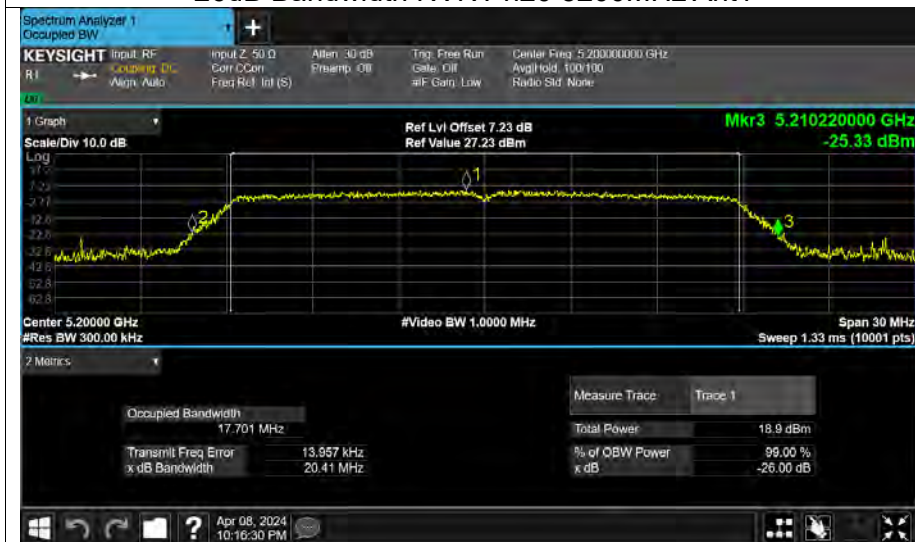 Spectrum Analyzer 1
Occupied BW
+
KEYSIGHT Input: RF Input Z: 50 Ω Atten: 30 dB Trig: Free Run Center Freq: 5.200000000 GHz
Coupling: DC Corr CCorr Preamp: Off Gate: Off Avg|Hold: 100/100
Align: Auto Freq Ref: Int (S) #IF Gain: Low Radio Std: None
1 Graph
Ref Lvl Offset 7.23 dB Mkr3 5.210220000 GHz
Scale/Div 10.0 dB Ref Value 27.23 dBm -25.33 dBm
Log
1
2
3
Center 5.20000 GHz #Video BW 1.0000 MHz Span 30 MHz
#Res BW 300.00 kHz Sweep 1.33 ms (10001 pts)
2 Metrics
Measure Trace Trace 1
Occupied Bandwidth
17.701 MHz Total Power 18.9 dBm
Transmit Freq Error 13.957 kHz % of OBW Power 99.00 %
x dB Bandwidth 20.41 MHz x dB -26.00 dB
? Apr 08, 2024
10:16:30 PM